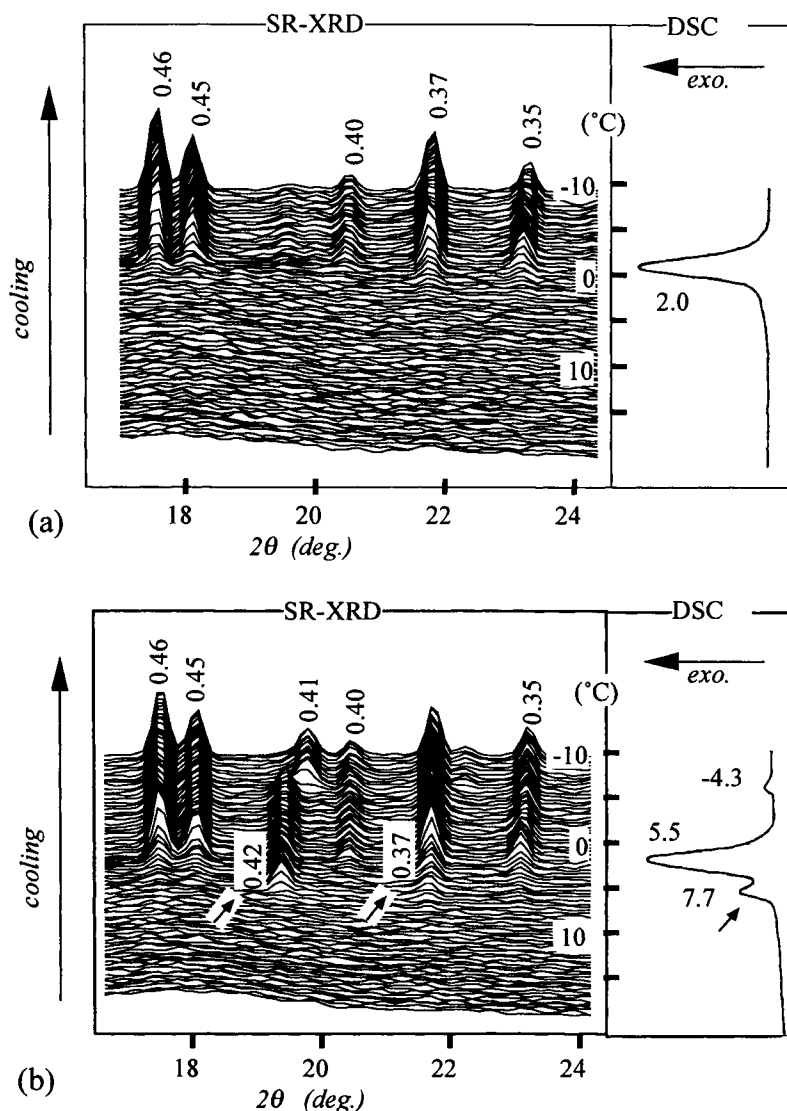 SR-XRD DSC
0.46
0.45
0.40
0.37
0.35
exo.
(°C)
-10
0
10
2.0
cooling
18 20 22 24
2θ (deg.)
(a)
SR-XRD DSC
0.46
0.45
0.41
0.40
0.35
exo.
(°C)
-10
0
10
-4.3
5.5
7.7
0.42
0.37
cooling
18 20 22 24
2θ (deg.)
(b)